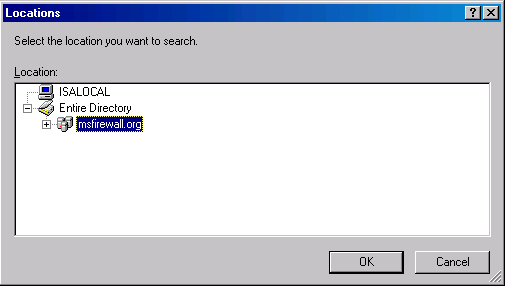 Locations
Select the location you want to search.
Location:
ISALOCAL
Entire Directory
msfirewall.org
OK
Cancel